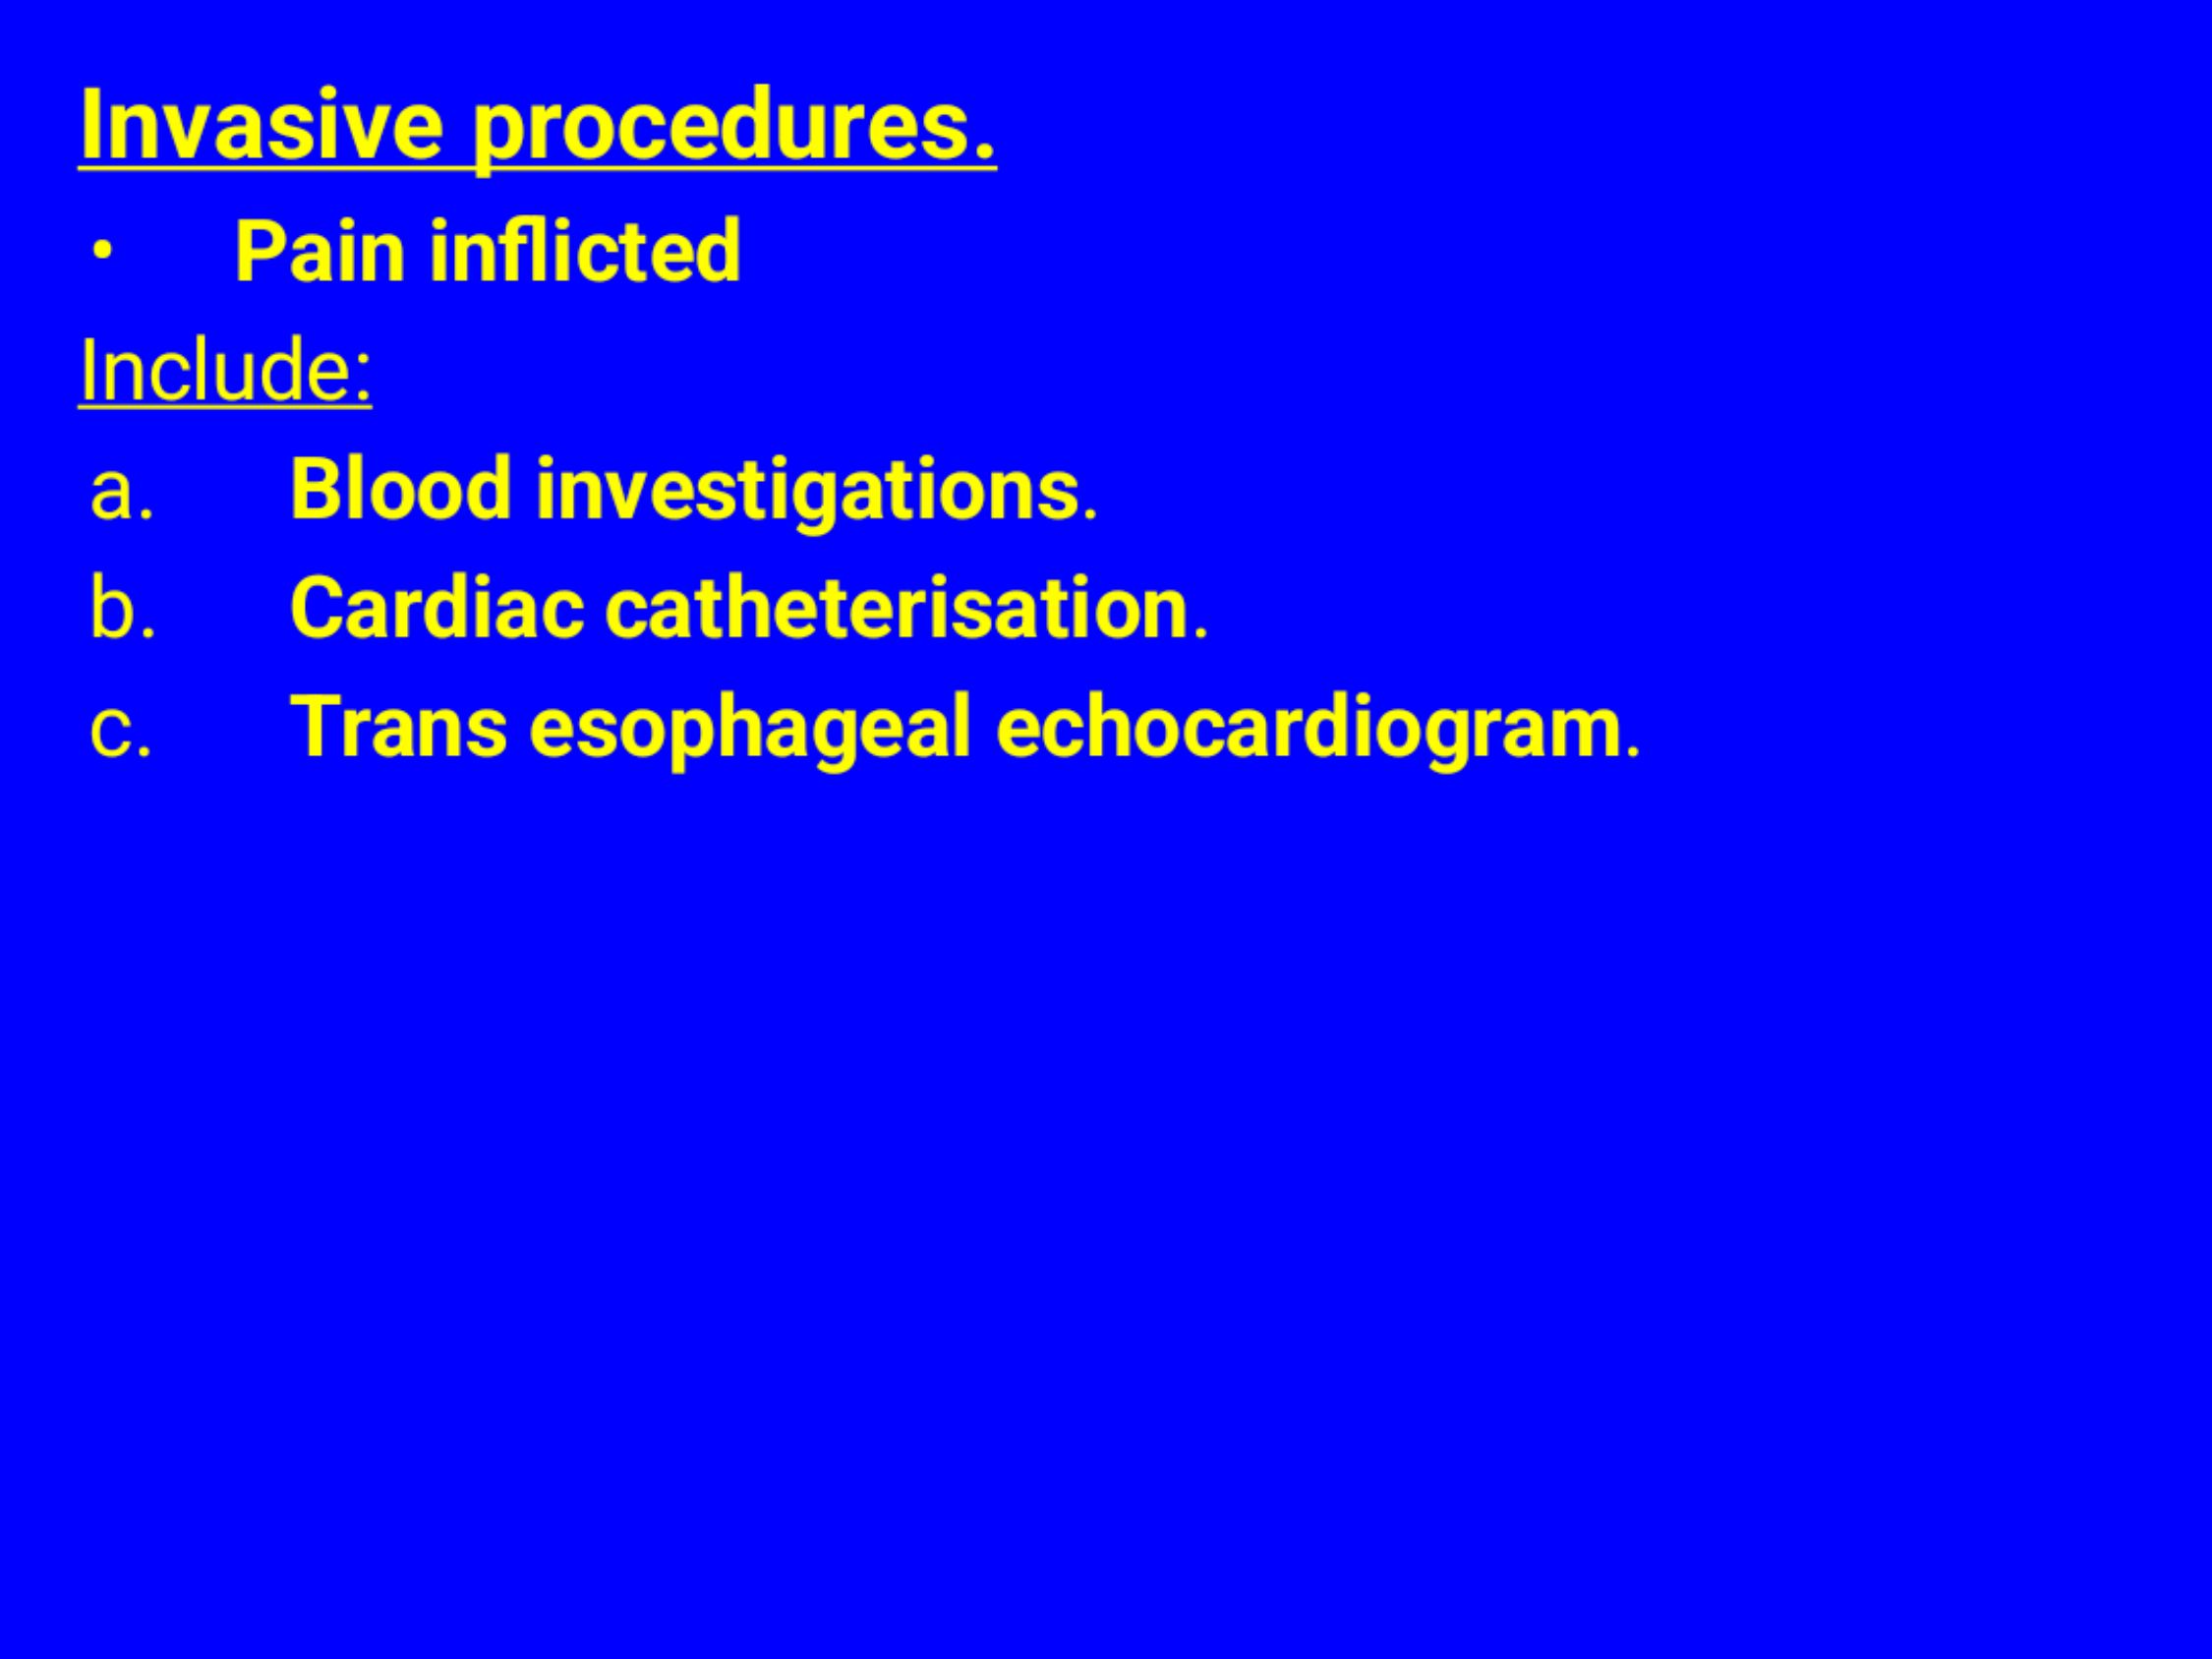 Invasive procedures.
• Pain inflicted
Include:
a. Blood investigations.
b. Cardiac catheterisation.
c. Trans esophageal echocardiogram.